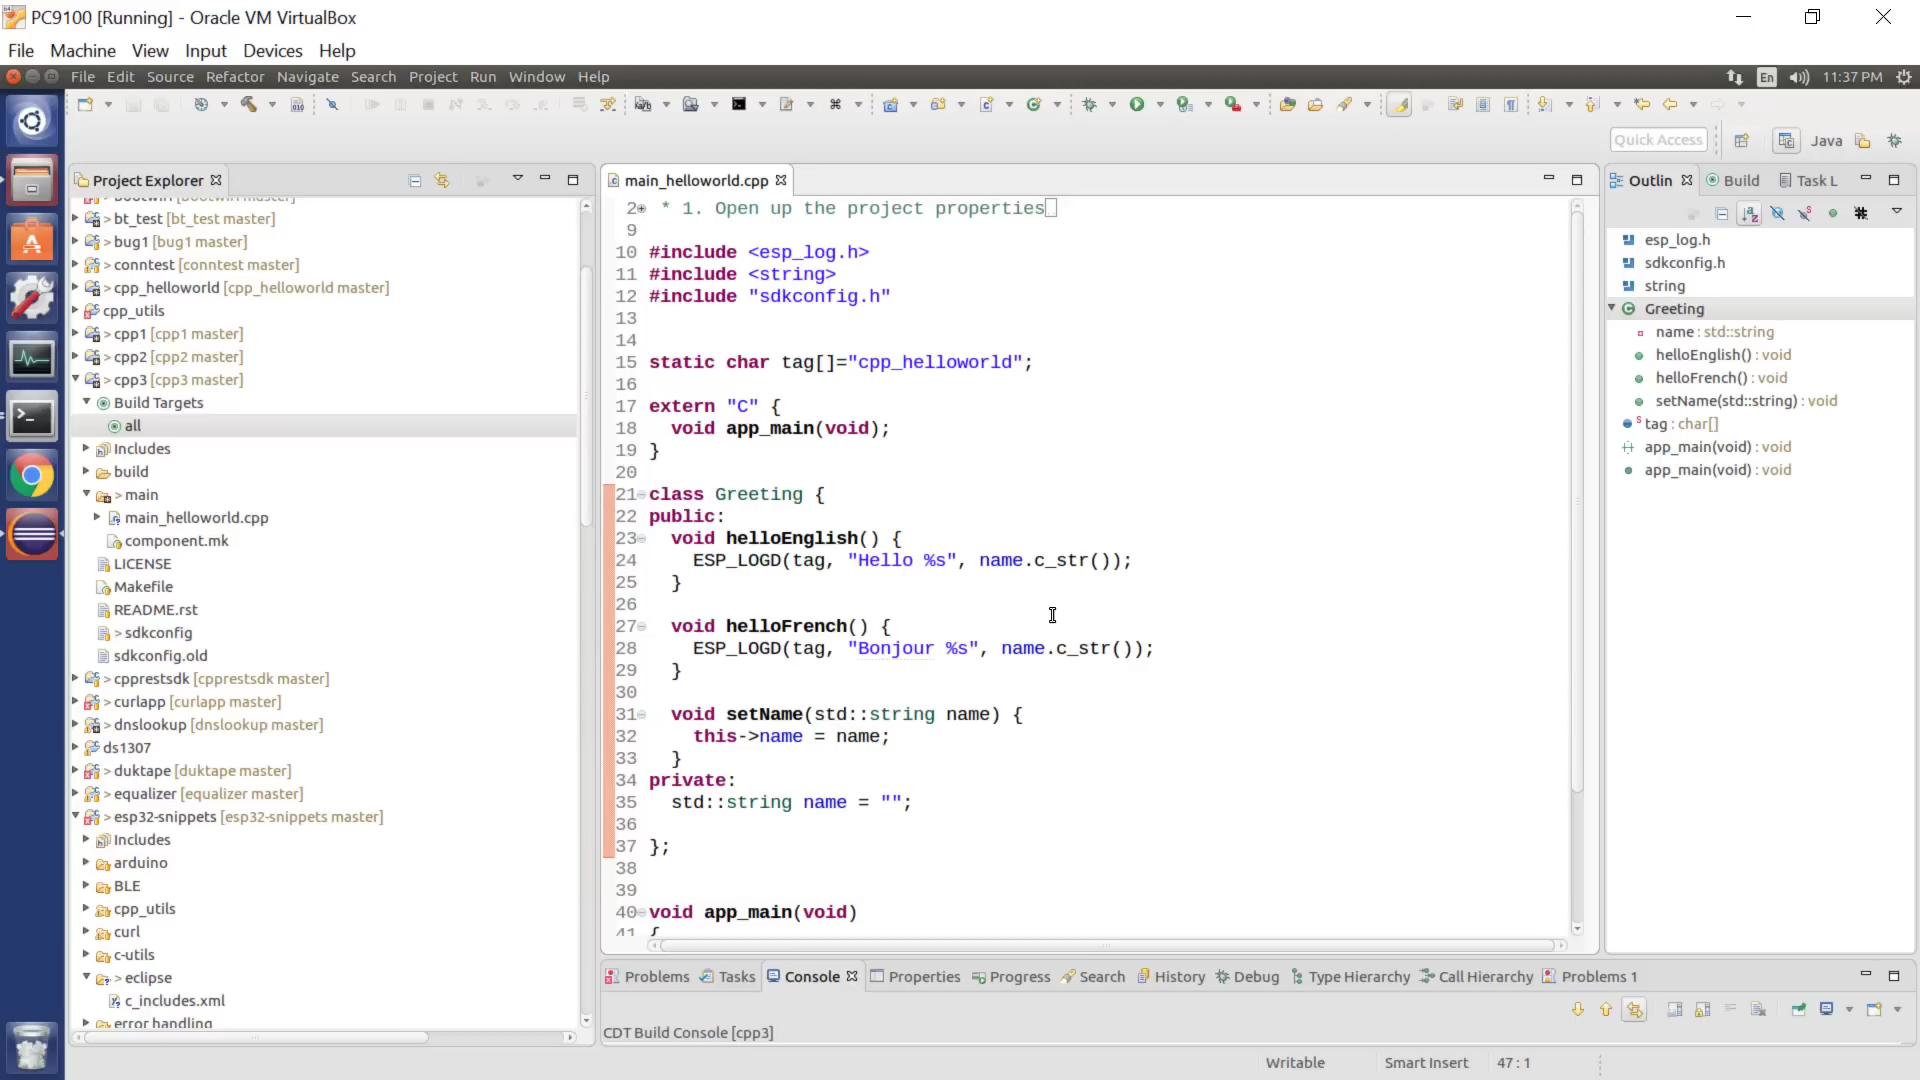 PC9100 [Running] - Oracle VM VirtualBox
File Machine View Input Devices Help
File Edit Source Refactor Navigate Search Project Run Window Help
En
11:37 PM
Quick Access
Java
Project Explorer
bt_test [bt_test master]
> bug1 [bug1 master]
> conntest [conntest master]
> cpp_helloworld [cpp_helloworld master]
cpp_utils
> cpp1 [cpp1 master]
> cpp2 [cpp2 master]
> cpp3 [cpp3 master]
Build Targets
all
Includes
build
> main
main_helloworld.cpp
component.mk
LICENSE
Makefile
README.rst
> sdkconfig
sdkconfig.old
> cpprestsdk [cpprestsdk master]
> curlapp [curlapp master]
> dnslookup [dnslookup master]
ds1307
> duktape [duktape master]
> equalizer [equalizer master]
> esp32-snippets [esp32-snippets master]
Includes
arduino
BLE
cpp_utils
curl
c-utils
> eclipse
c_includes.xml
error handling
main_helloworld.cpp
2 * 1. Open up the project properties
9
10 #include <esp_log.h>
11 #include <string>
12 #include "sdkconfig.h"
13
14
15 static char tag[]="cpp_helloworld";
16
17 extern "C" {
18 void app_main(void);
19 }
20
21 class Greeting {
22 public:
23 void helloEnglish() {
24 ESP_LOGD(tag, "Hello %s", name.c_str());
25 }
26
27 void helloFrench() {
28 ESP_LOGD(tag, "Bonjour %s", name.c_str());
29 }
30
31 void setName(std::string name) {
32 this->name = name;
33 }
34 private:
35 std::string name = "";
36
37 };
38
39
40 void app_main(void)
41 {
Outlin
Build
Task L
esp_log.h
sdkconfig.h
string
Greeting
name : std::string
helloEnglish() : void
helloFrench() : void
setName(std::string) : void
tag : char[]
app_main(void) : void
app_main(void) : void
Problems Tasks Console Properties Progress Search History Debug Type Hierarchy Call Hierarchy Problems 1
CDT Build Console [cpp3]
Writable Smart Insert 47 : 1